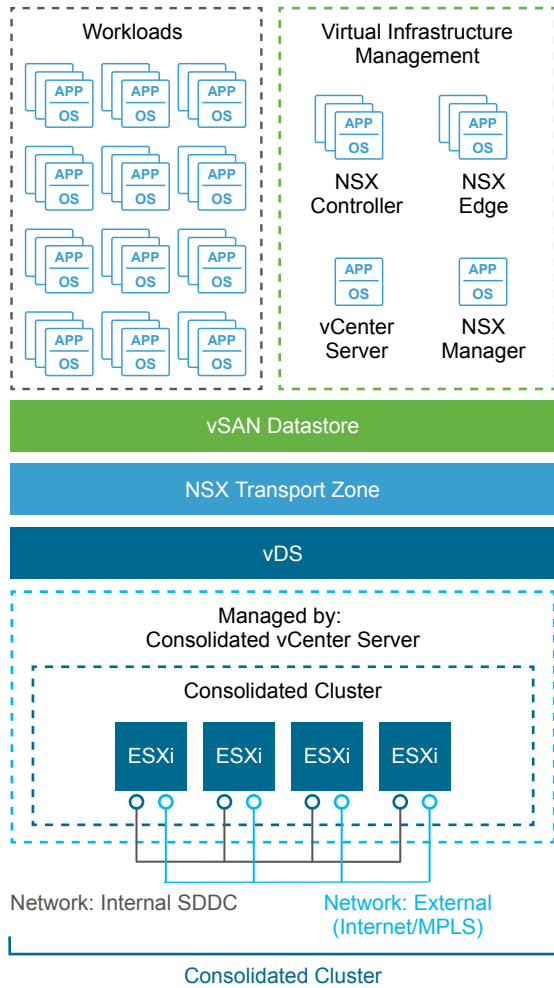 Workloads
APP APP APP
OS OS OS
APP APP APP
OS OS OS
APP APP APP
OS OS OS
APP APP APP
OS OS OS
Virtual Infrastructure
Management
APP
OS
NSX
Controller
APP
OS
NSX
Edge
APP
OS
vCenter
Server
APP
OS
NSX
Manager
vSAN Datastore
NSX Transport Zone
vDS
Managed by:
Consolidated vCenter Server
Consolidated Cluster
ESXi ESXi ESXi ESXi
Network: Internal SDDC
Network: External
(Internet/MPLS)
Consolidated Cluster